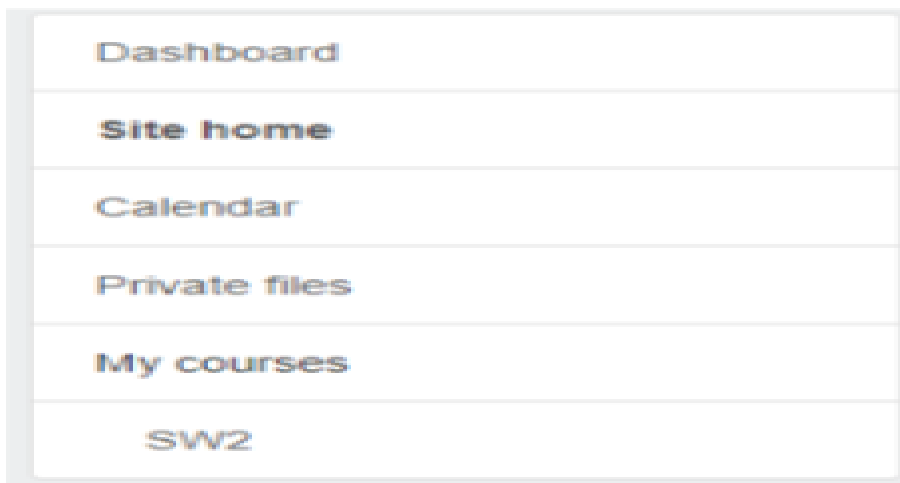 Dashboard
Site home
Calendar
Private files
My courses
SW2